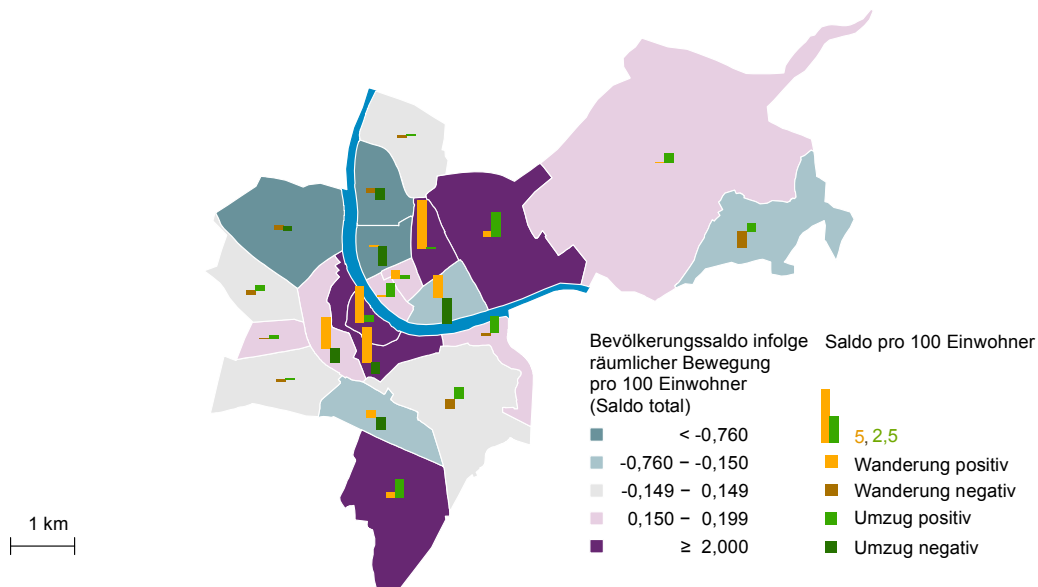 Bevölkerungssaldo infolge
räumlicher Bewegung
pro 100 Einwohner
(Saldo total)
< -0,760
-0,760 – -0,150
-0,149 – 0,149
0,150 – 0,199
≥ 2,000
Saldo pro 100 Einwohner
5, 2,5
Wanderung positiv
Wanderung negativ
Umzug positiv
Umzug negativ
1 km